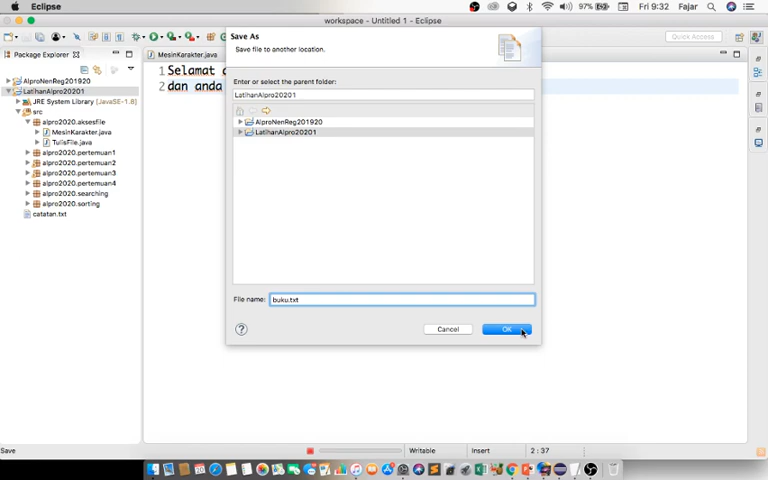 Eclipse
97%
Fri 9:32
Fajar
workspace - Untitled 1 - Eclipse
Quick Access
Package Explorer
AlproNenReg201920
LatihanAlpro20201
JRE System Library [JavaSE-1.8]
src
alpro2020.aksesfile
MesinKarakter.java
TulisFile.java
alpro2020.pertemuan1
alpro2020.pertemuan2
alpro2020.pertemuan3
alpro2020.pertemuan4
alpro2020.searching
alpro2020.sorting
catatan.txt
MesinKarakter.java
1 Selamat
2 dan anda
Save As
Save file to another location.
Enter or select the parent folder:
LatihanAlpro20201
AlproNenReg201920
LatihanAlpro20201
File name:
buku.txt
?
Cancel
OK
Save
Writable
Insert
2 : 37